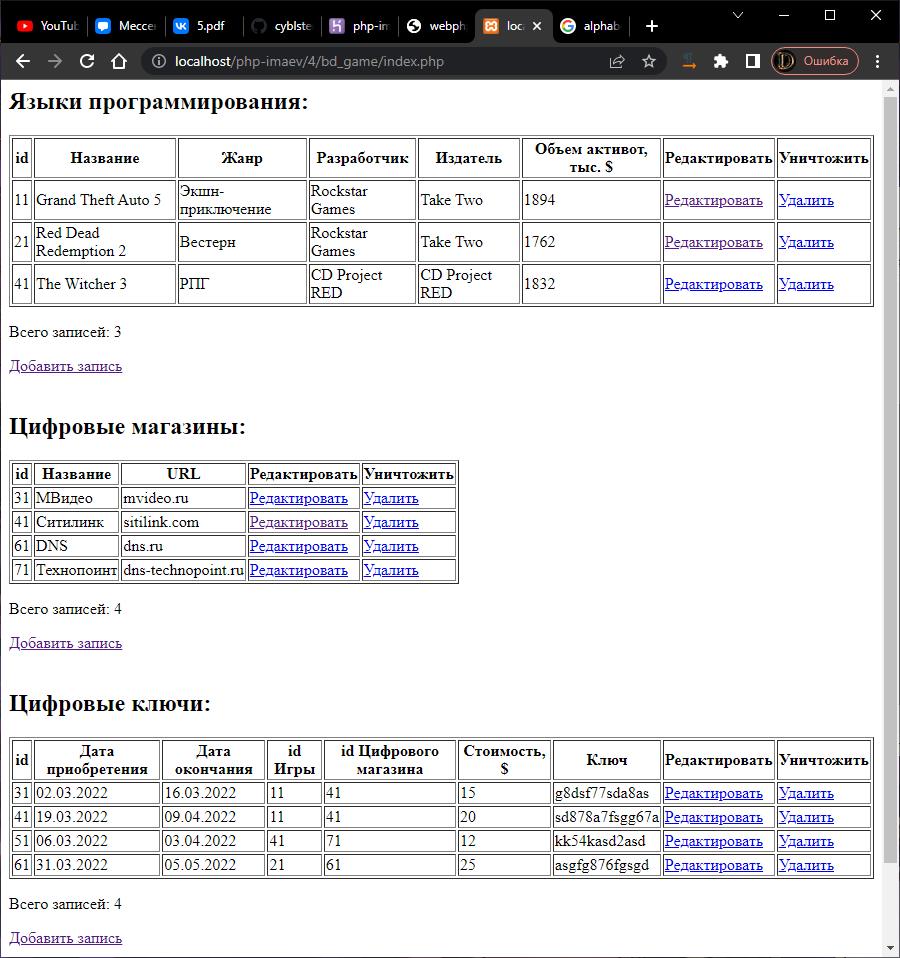 YouTub Мессе 5.pdf cyblste php-im webph loc alphab
localhost/php-imaev/4/bd_game/index.php Ошибка
Языки программирования:
id Название Жанр Разработчик Издатель Объем активот, тыс. $ Редактировать Уничтожить
11 Grand Theft Auto 5 Экшн-приключение Rockstar Games Take Two 1894 Редактировать Удалить
21 Red Dead Redemption 2 Вестерн Rockstar Games Take Two 1762 Редактировать Удалить
41 The Witcher 3 РПГ CD Project RED CD Project RED 1832 Редактировать Удалить
Всего записей: 3
Добавить запись
Цифровые магазины:
id Название URL Редактировать Уничтожить
31 МВидео mvideo.ru Редактировать Удалить
41 Ситилинк sitilink.com Редактировать Удалить
61 DNS dns.ru Редактировать Удалить
71 Технопоинт dns-technopoint.ru Редактировать Удалить
Всего записей: 4
Добавить запись
Цифровые ключи:
id Дата приобретения Дата окончания id Игры id Цифрового магазина Стоимость, $ Ключ Редактировать Уничтожить
31 02.03.2022 16.03.2022 11 41 15 g8dsf77sda8as Редактировать Удалить
41 19.03.2022 09.04.2022 11 41 20 sd878a7fsgg67a Редактировать Удалить
51 06.03.2022 03.04.2022 41 71 12 kk54kasd2asd Редактировать Удалить
61 31.03.2022 05.05.2022 21 61 25 asgfg876fgsgd Редактировать Удалить
Всего записей: 4
Добавить запись